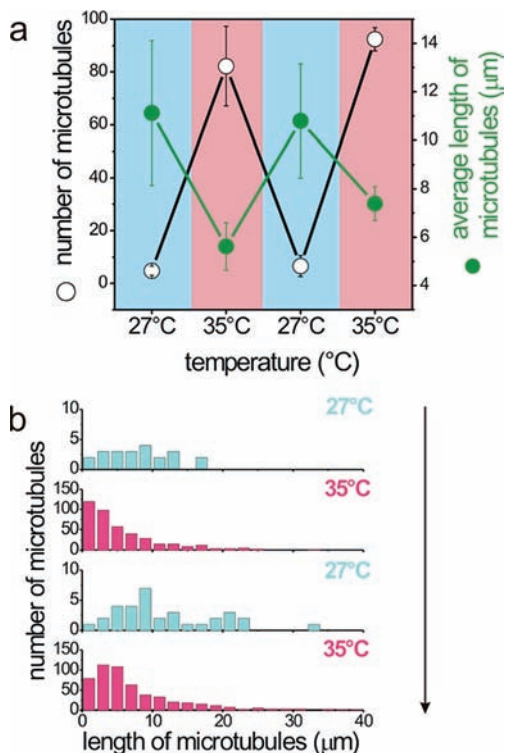 a
number of microtubules
100
80
60
40
20
0
14
12
10
8
6
4
average length of
microtubules (μm)
27°C 35°C 27°C 35°C
temperature (°C)
b
number of microtubules
10
5
0
27°C
150
100
50
0
35°C
10
5
0
27°C
150
100
50
0
35°C
0 10 20 30 40
length of microtubules (μm)